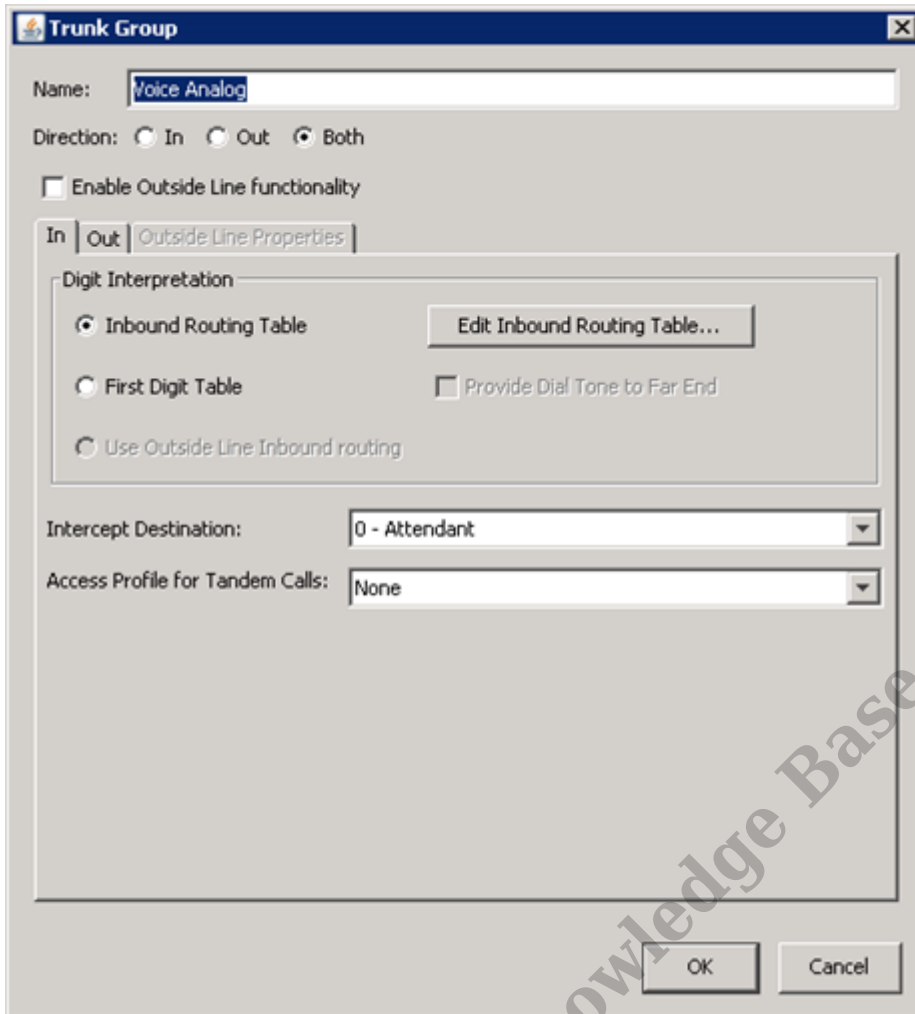 Trunk Group
Name: Voice Analog
Direction: In Out Both
Enable Outside Line functionality
In Out Outside Line Properties
Digit Interpretation
Inbound Routing Table Edit Inbound Routing Table...
First Digit Table Provide Dial Tone to Far End
Use Outside Line Inbound routing
Intercept Destination: 0 - Attendant
Access Profile for Tandem Calls: None
OK Cancel
Base